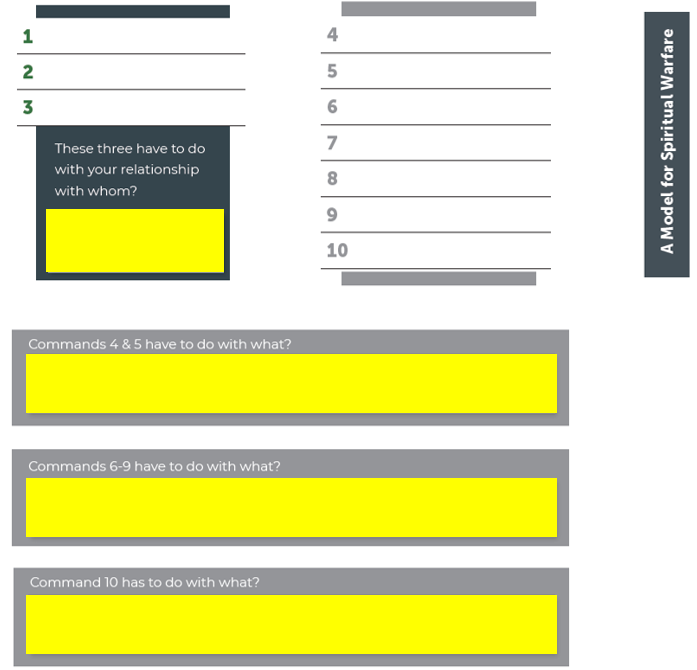 1
2
3
These three have to do
with your relationship
with whom?
4
5
6
7
8
9
10
A Model for Spiritual Warfare
Commands 4 & 5 have to do with what?
Commands 6-9 have to do with what?
Command 10 has to do with what?